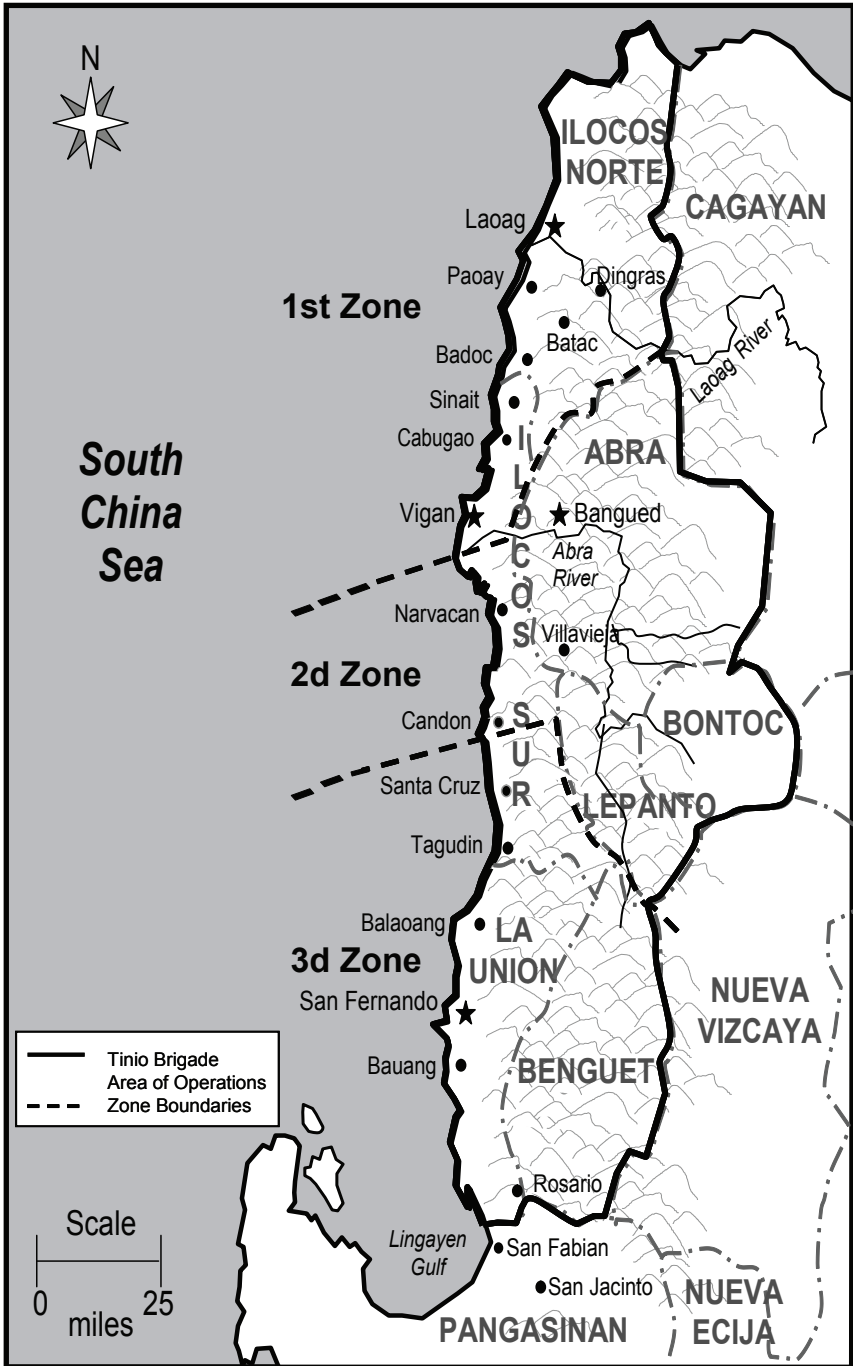 N
ILOCOS
NORTE
CAGAYAN
Laoag
Paoay
Dingras
1st Zone
Batac
Badoc
Laoag River
Sinait
Cabugao
ABRA
South
China
Sea
Vigan
Bangued
Abra
River
ILOCOS SUR
Narvacan
Villavieja
2d Zone
Candon
BONTOC
Santa Cruz
LEPANTO
Tagudin
Balaoang
LA
UNION
3d Zone
San Fernando
NUEVA
VIZCAYA
Bauang
BENGUET
Tinio Brigade
Area of Operations
Zone Boundaries
Rosario
Scale
0 25
miles
Lingayen
Gulf
San Fabian
San Jacinto
NUEVA
ECIJA
PANGASINAN